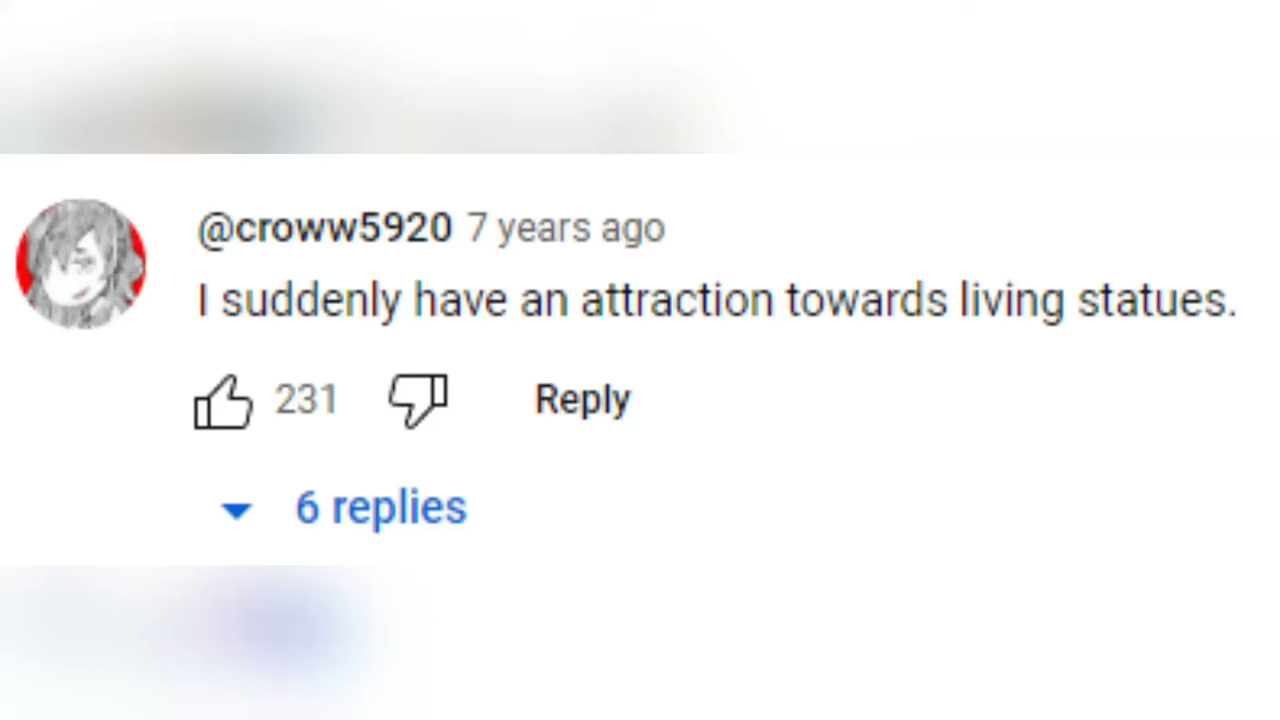 @croww5920 7 years ago
I suddenly have an attraction towards living statues.
231 Reply
6 replies